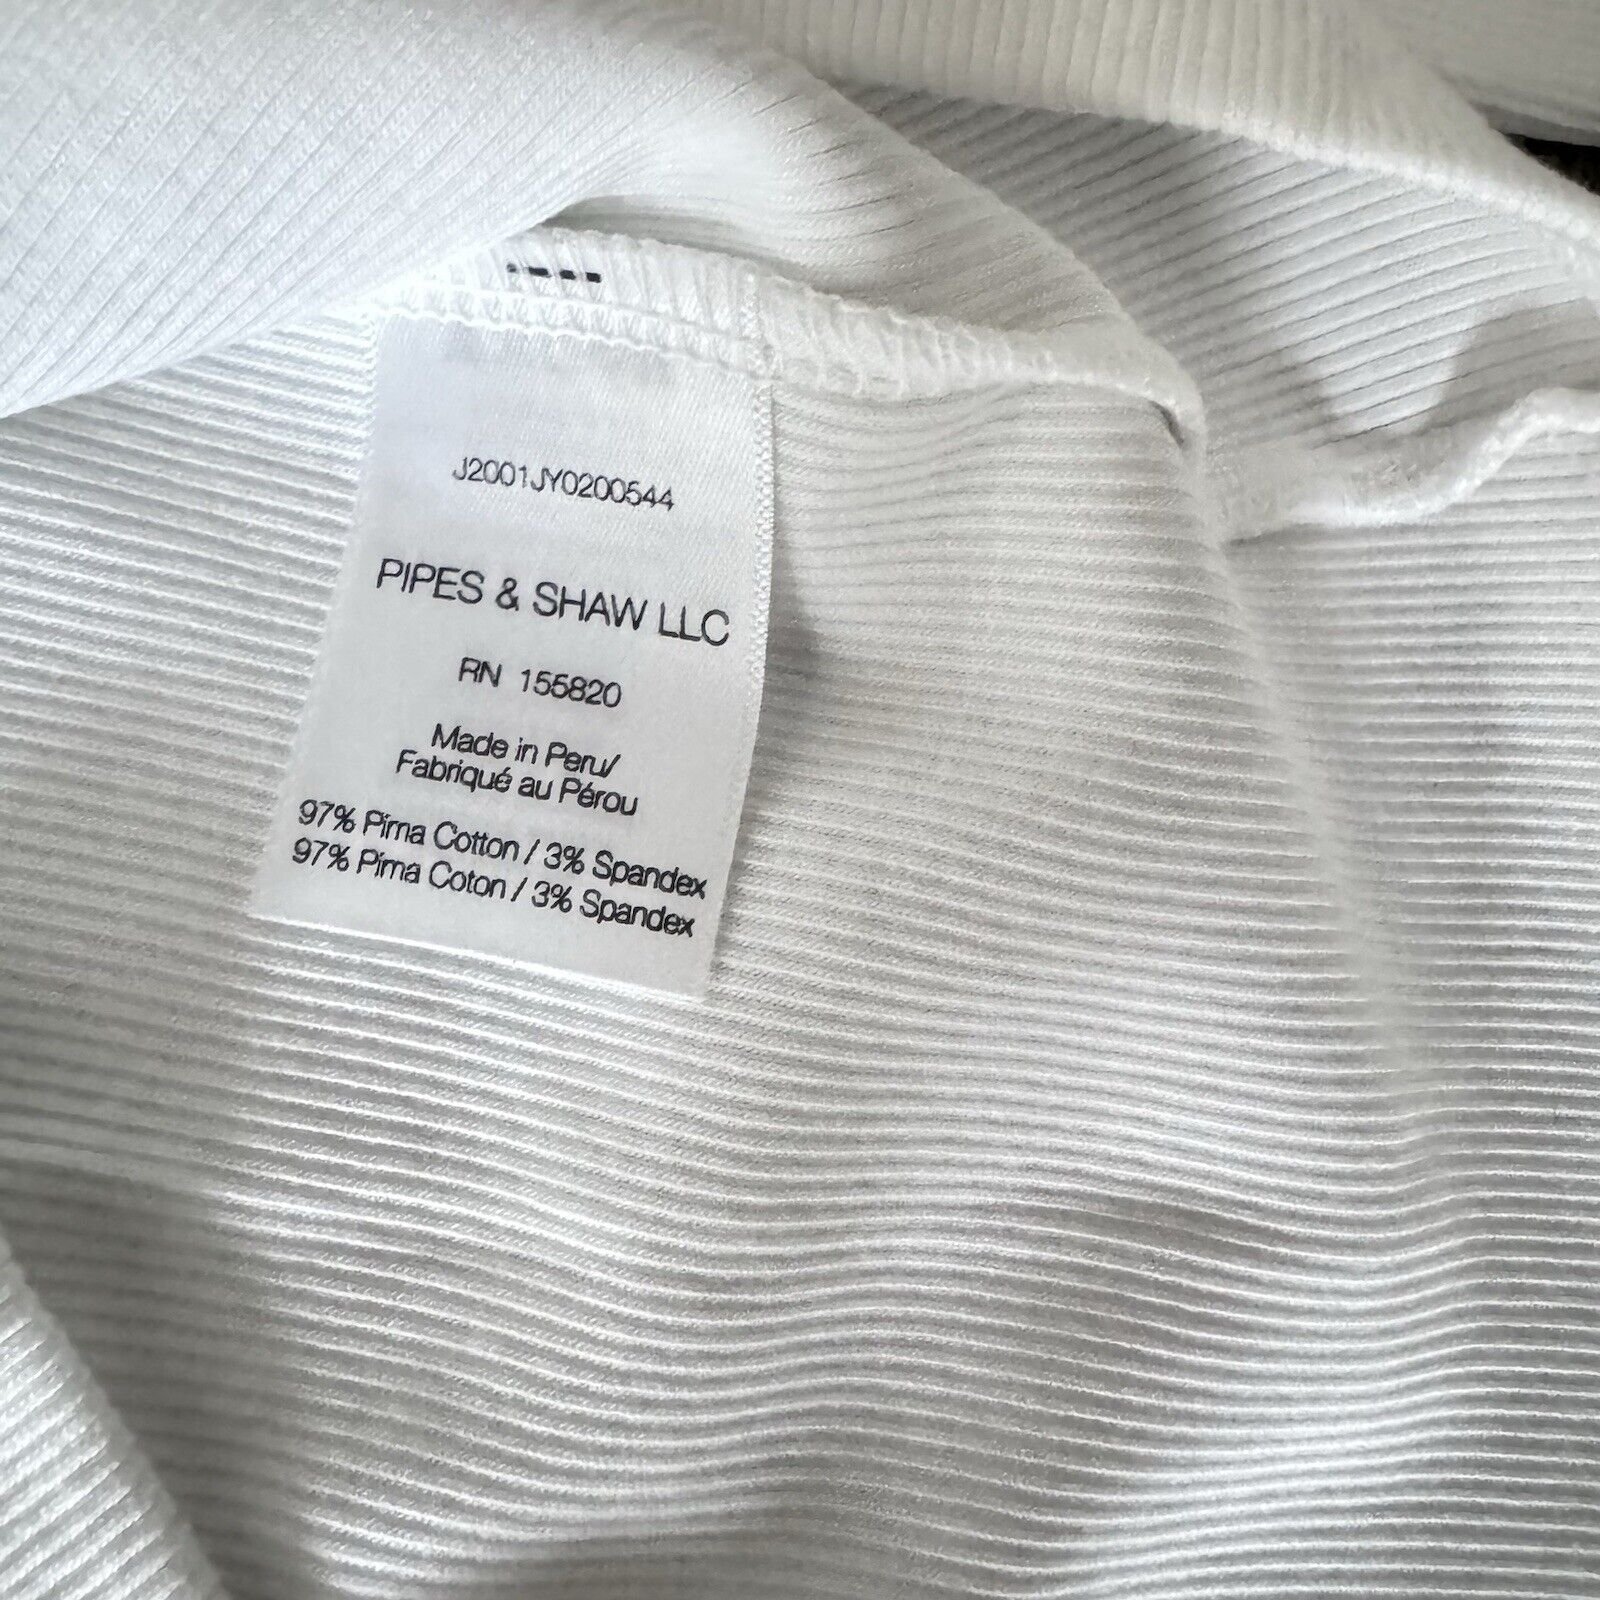 J2001JY0200544
PIPES & SHAW LLC
RN 155820
Made in Peru/
Fabriqué au Pérou
97% Pima Cotton / 3% Spandex
97% Pima Coton / 3% Spandex